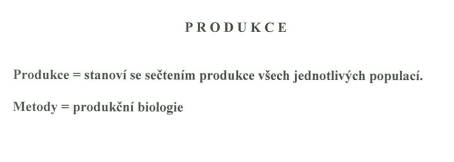 P R O D U K C E
Produkce = stanoví se sečtením produkce všech jednotlivých populací.
Metody = produkční biologie